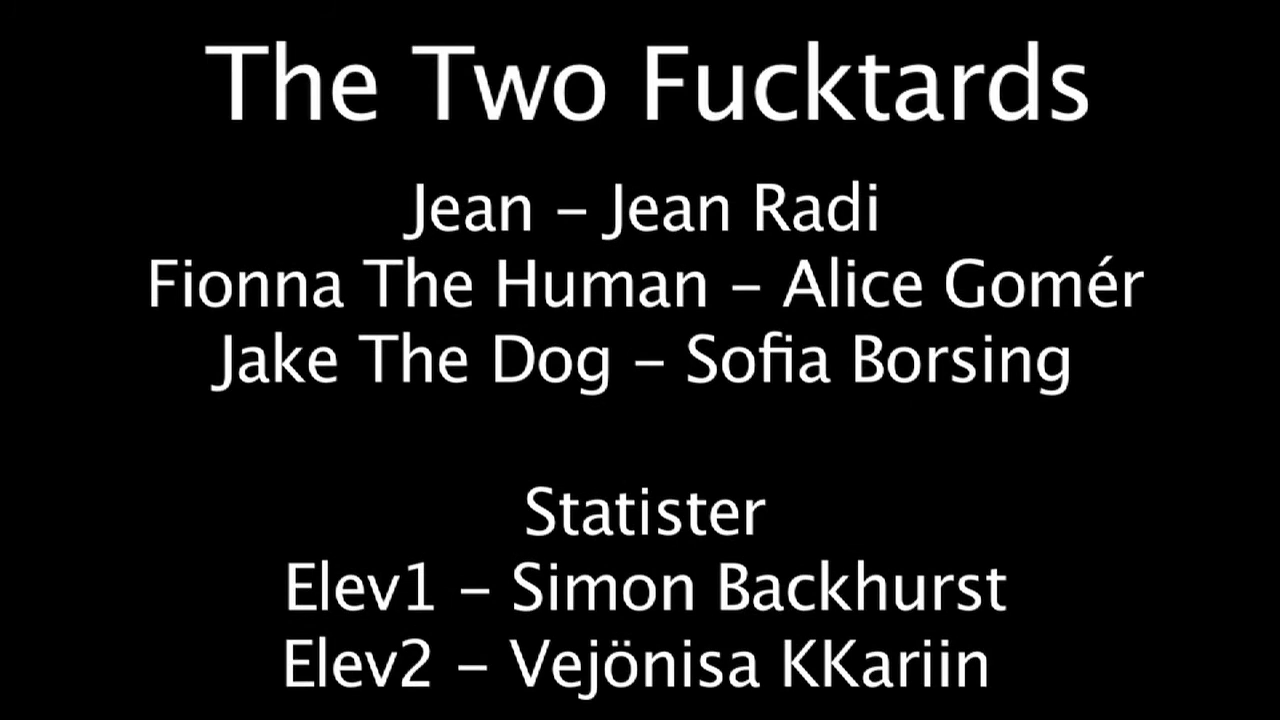 The Two Fucktards
Jean – Jean Radi
Fionna The Human – Alice Gomér
Jake The Dog – Sofia Borsing
Statister
Elev1 – Simon Backhurst
Elev2 – Vejönisa KKariin